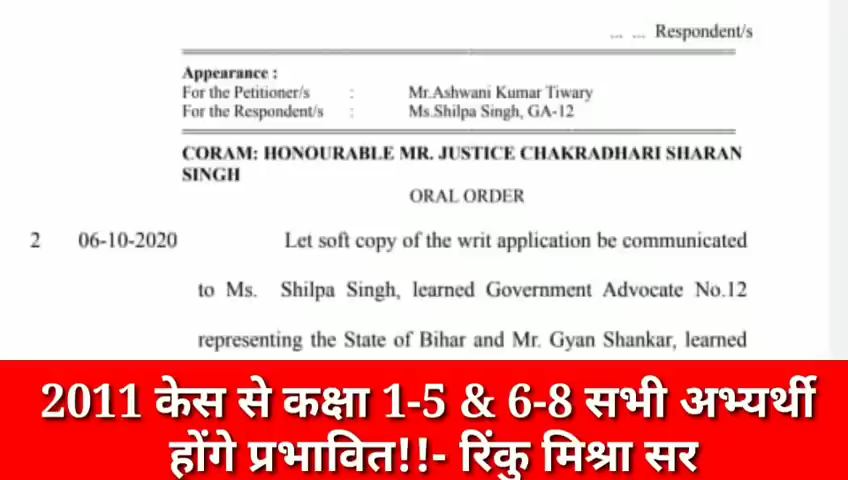 ... ... Respondent/s
Appearance :
For the Petitioner/s : Mr.Ashwani Kumar Tiwary
For the Respondent/s : Ms.Shilpa Singh, GA-12
CORAM: HONOURABLE MR. JUSTICE CHAKRADHARI SHARAN
SINGH
ORAL ORDER
2 06-10-2020 Let soft copy of the writ application be communicated
to Ms. Shilpa Singh, learned Government Advocate No.12
representing the State of Bihar and Mr. Gyan Shankar, learned
2011 केस से कक्षा 1-5 & 6-8 सभी अभ्यर्थी
होंगे प्रभावित!!- रिंकु मिश्रा सर